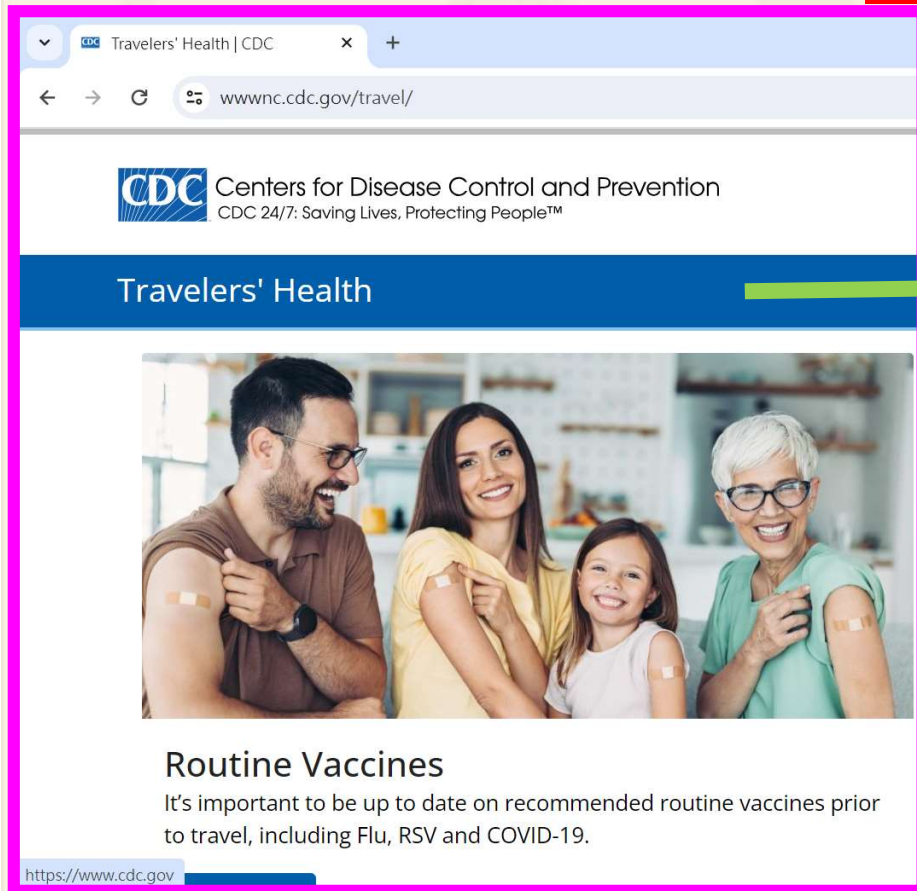 CDC Travelers' Health | CDC
wwwnc.cdc.gov/travel/
CDC Centers for Disease Control and Prevention
CDC 24/7: Saving Lives, Protecting People™
Travelers' Health
Routine Vaccines
It's important to be up to date on recommended routine vaccines prior
to travel, including Flu, RSV and COVID-19.
https://www.cdc.gov